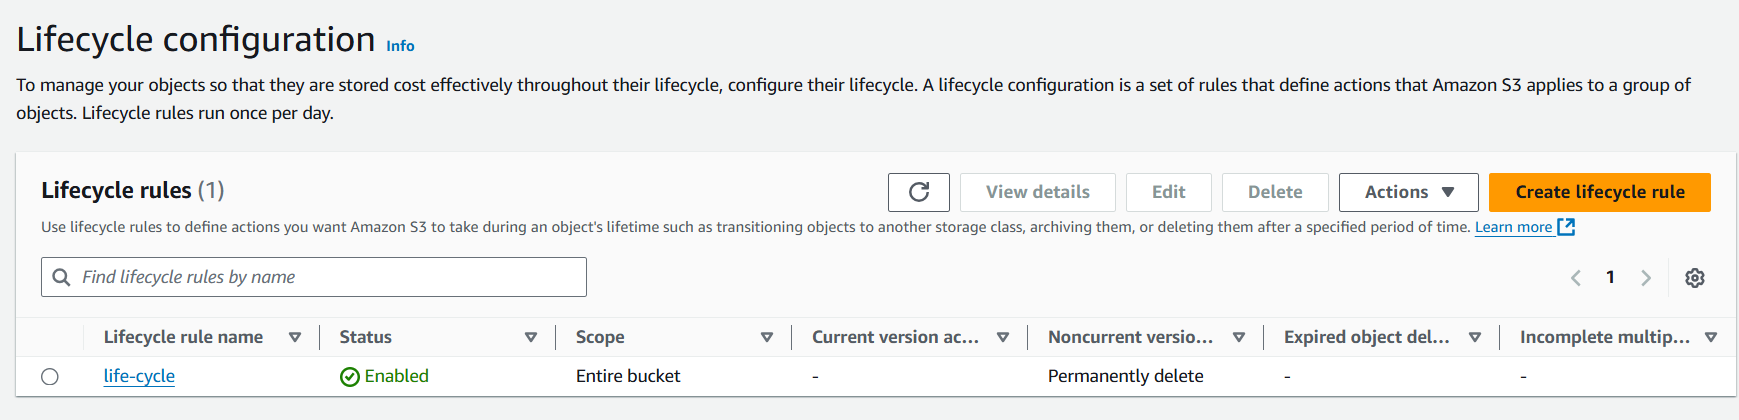 Lifecycle configuration Info
To manage your objects so that they are stored cost effectively throughout their lifecycle, configure their lifecycle. A lifecycle configuration is a set of rules that define actions that Amazon S3 applies to a group of
objects. Lifecycle rules run once per day.
Lifecycle rules (1) View details Edit Delete Actions Create lifecycle rule
Use lifecycle rules to define actions you want Amazon S3 to take during an object's lifetime such as transitioning objects to another storage class, archiving them, or deleting them after a specified period of time. Learn more
Find lifecycle rules by name 1
Lifecycle rule name Status Scope Current version ac... Noncurrent versio... Expired object del... Incomplete multip...
life-cycle Enabled Entire bucket - Permanently delete - -